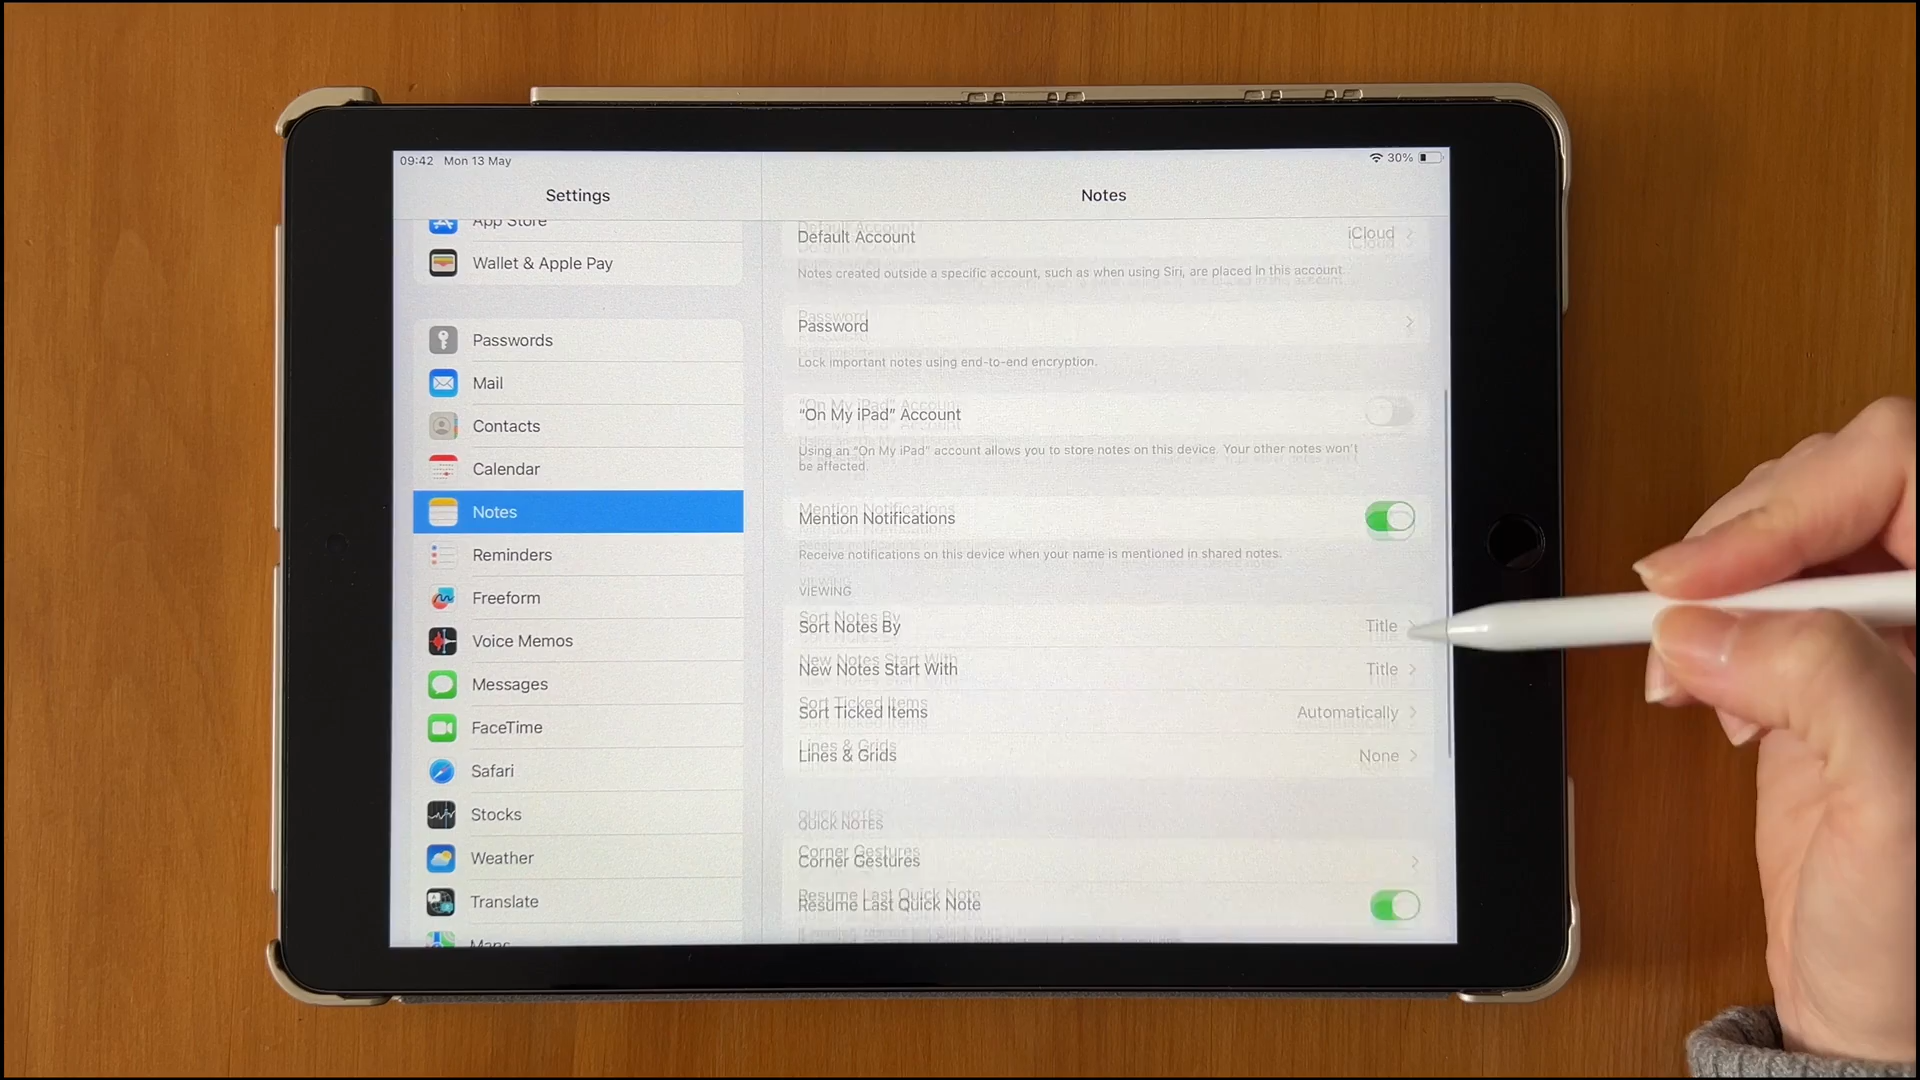 09:42 Mon 13 May
30%
Settings
App Store
Wallet & Apple Pay
Passwords
Mail
Contacts
Calendar
Notes
Reminders
Freeform
Voice Memos
Messages
FaceTime
Safari
Stocks
Weather
Translate
Maps
Notes
Default Account iCloud
Notes created outside a specific account, such as when using Siri, are placed in this account.
Password
Lock important notes using end-to-end encryption.
“On My iPad” Account
Using an “On My iPad” account allows you to store notes on this device. Your other notes won’t
be affected.
Mention Notifications
Receive notifications on this device when your name is mentioned in shared notes.
VIEWING
Sort Notes By Title
New Notes Start With Title
Sort Ticked Items Automatically
Lines & Grids None
QUICK NOTES
Corner Gestures
Resume Last Quick Note